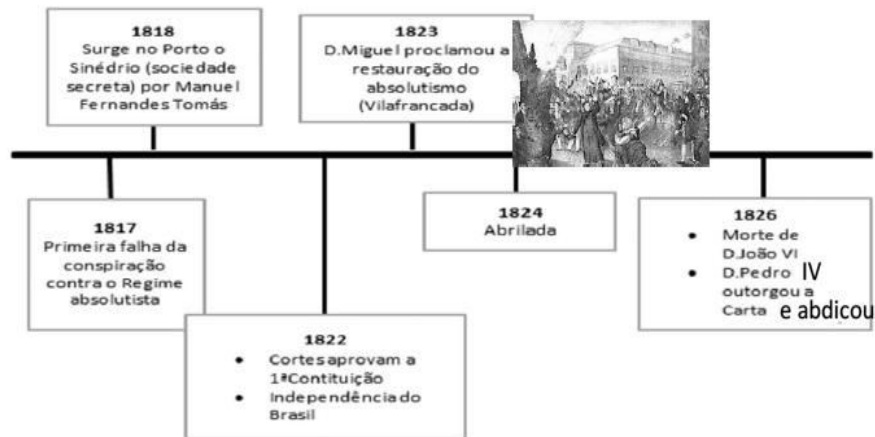 1818
Surge no Porto o
Sinédrio (sociedade
secreta) por Manuel
Fernandes Tomás
1823
D.Miguel proclamou a
restauração do
absolutismo
(Vilafrancada)
1817
Primeira falha da
conspiração
contra o Regime
absolutista
1822
• Cortes aprovam a
1ªContituição
• Independência do
Brasil
1824
Abrilada
1826
• Morte de
D.João VI
• D.Pedro IV
outorgou a
Carta e abdicou